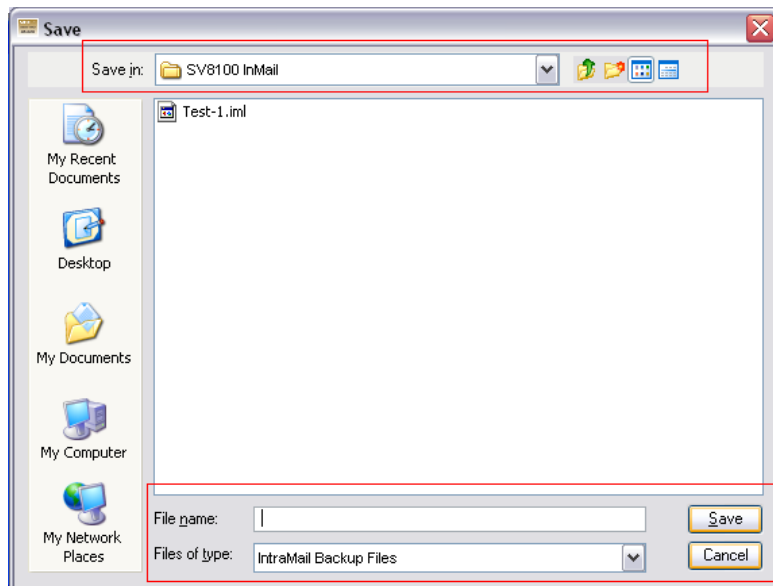 Save
Save in: SV8100 InMail
Test-1.iml
My Recent
Documents
Desktop
My Documents
My Computer
My Network
Places
File name:
Save
Files of type: IntraMail Backup Files
Cancel